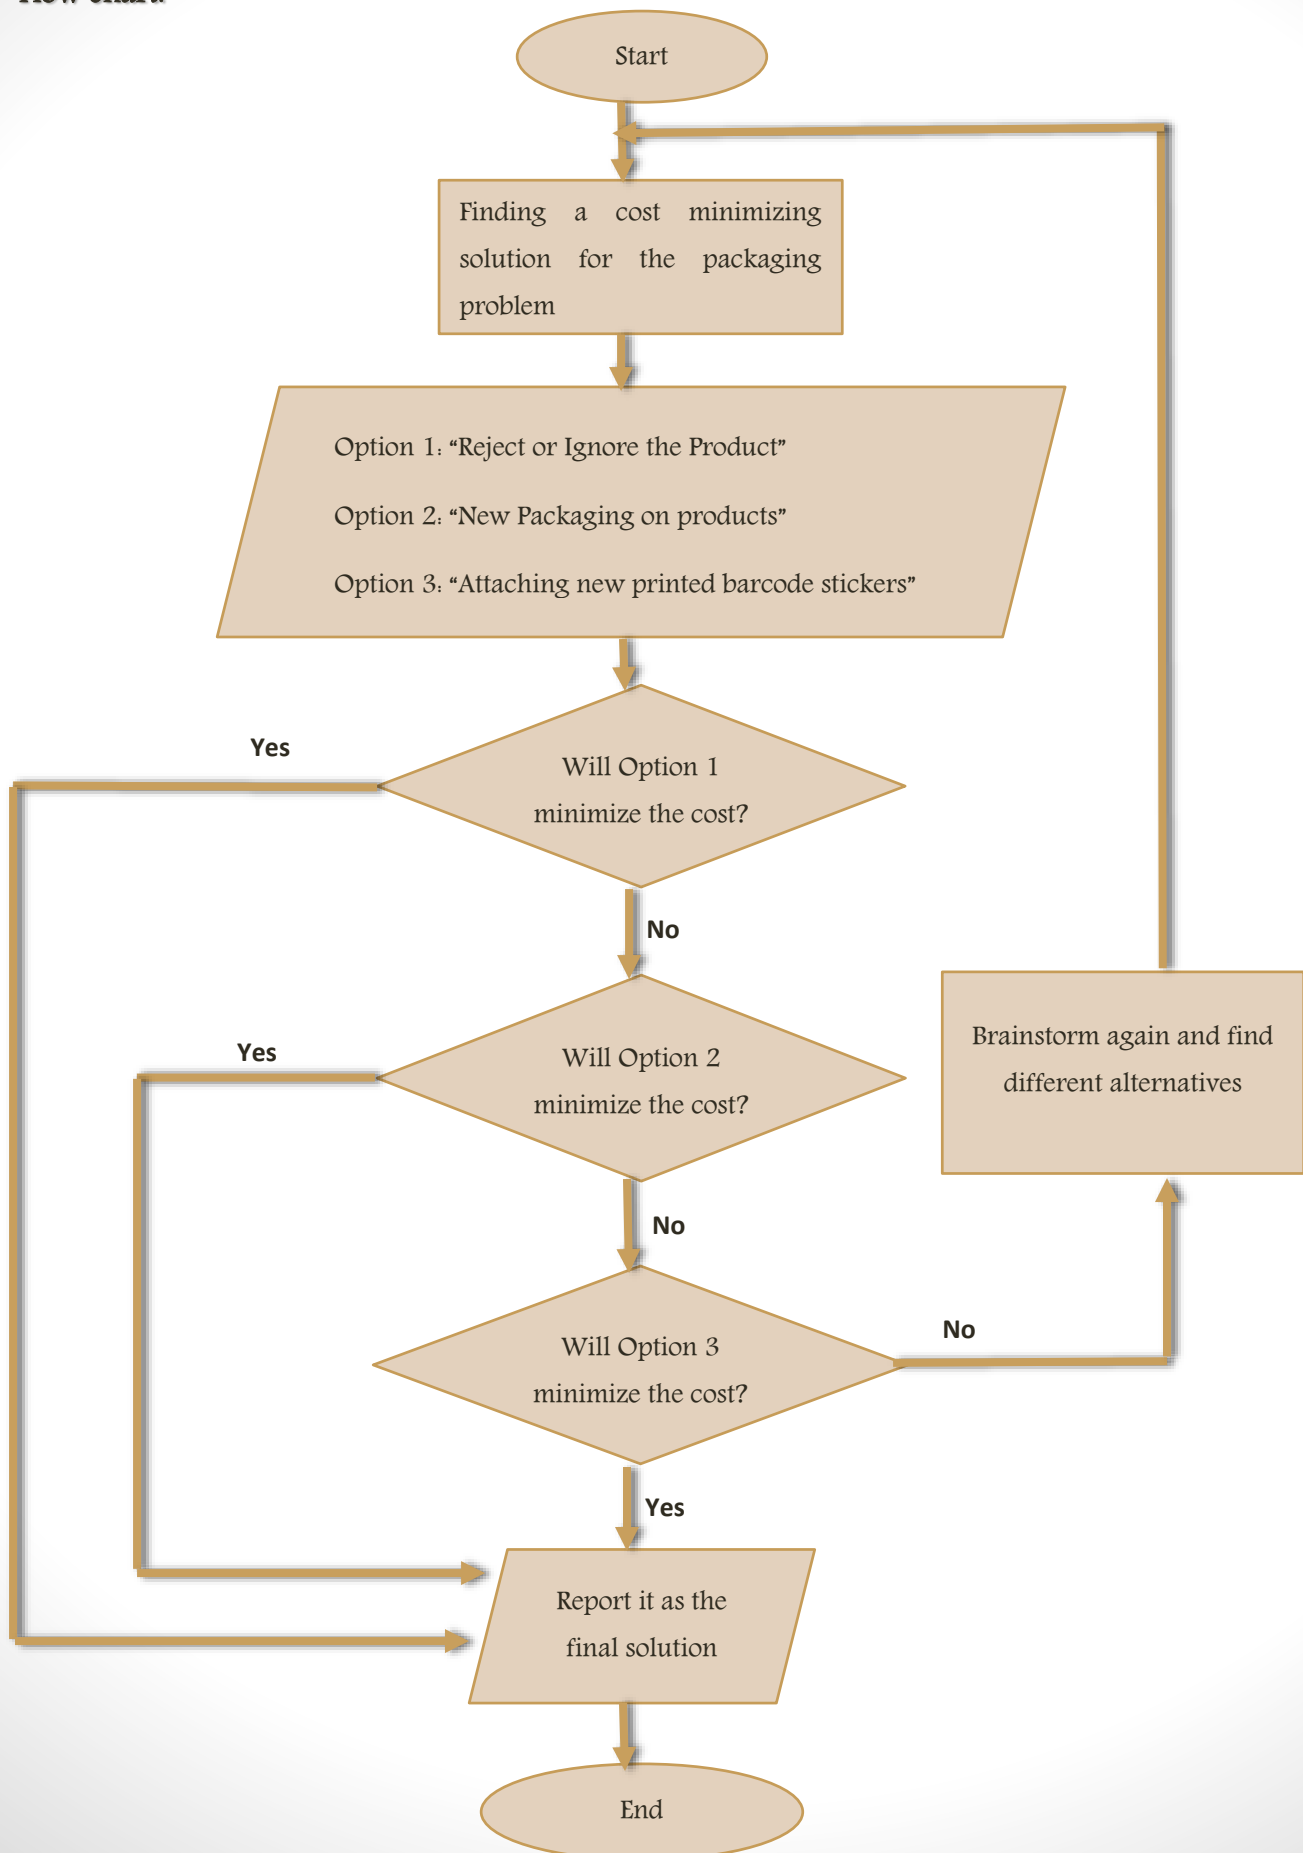 Start
Finding a cost minimizing
solution for the packaging
problem
Option 1: “Reject or Ignore the Product”
Option 2: “New Packaging on products”
Option 3: “Attaching new printed barcode stickers”
Yes
Will Option 1
minimize the cost?
No
Yes
Will Option 2
minimize the cost?
Brainstorm again and find
different alternatives
No
Will Option 3
minimize the cost?
No
Yes
Report it as the
final solution
End